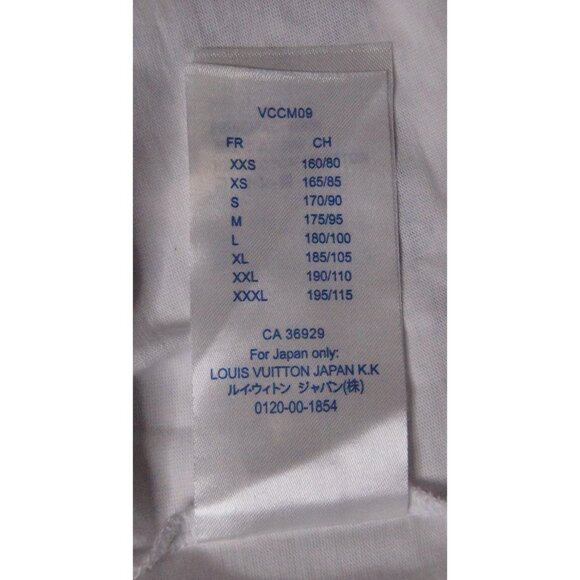 VCCM09
FR CH
XXS 160/80
XS 165/85
S 170/90
M 175/95
L 180/100
XL 185/105
XXL 190/110
XXXL 195/115
CA 36929
For Japan only:
LOUIS VUITTON JAPAN K.K
ルイ・ヴィトン ジャパン(株)
0120-00-1854